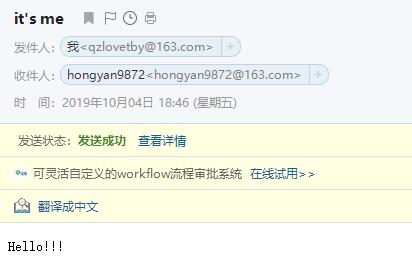 it's me
发件人：我<qzlovetby@163.com> +
收件人：hongyan9872<hongyan9872@163.com> +
时 间：2019年10月04日 18:46 (星期五)
发送状态：发送成功 查看详情
可灵活自定义的workflow流程审批系统 在线试用>>
翻译成中文
Hello!!!